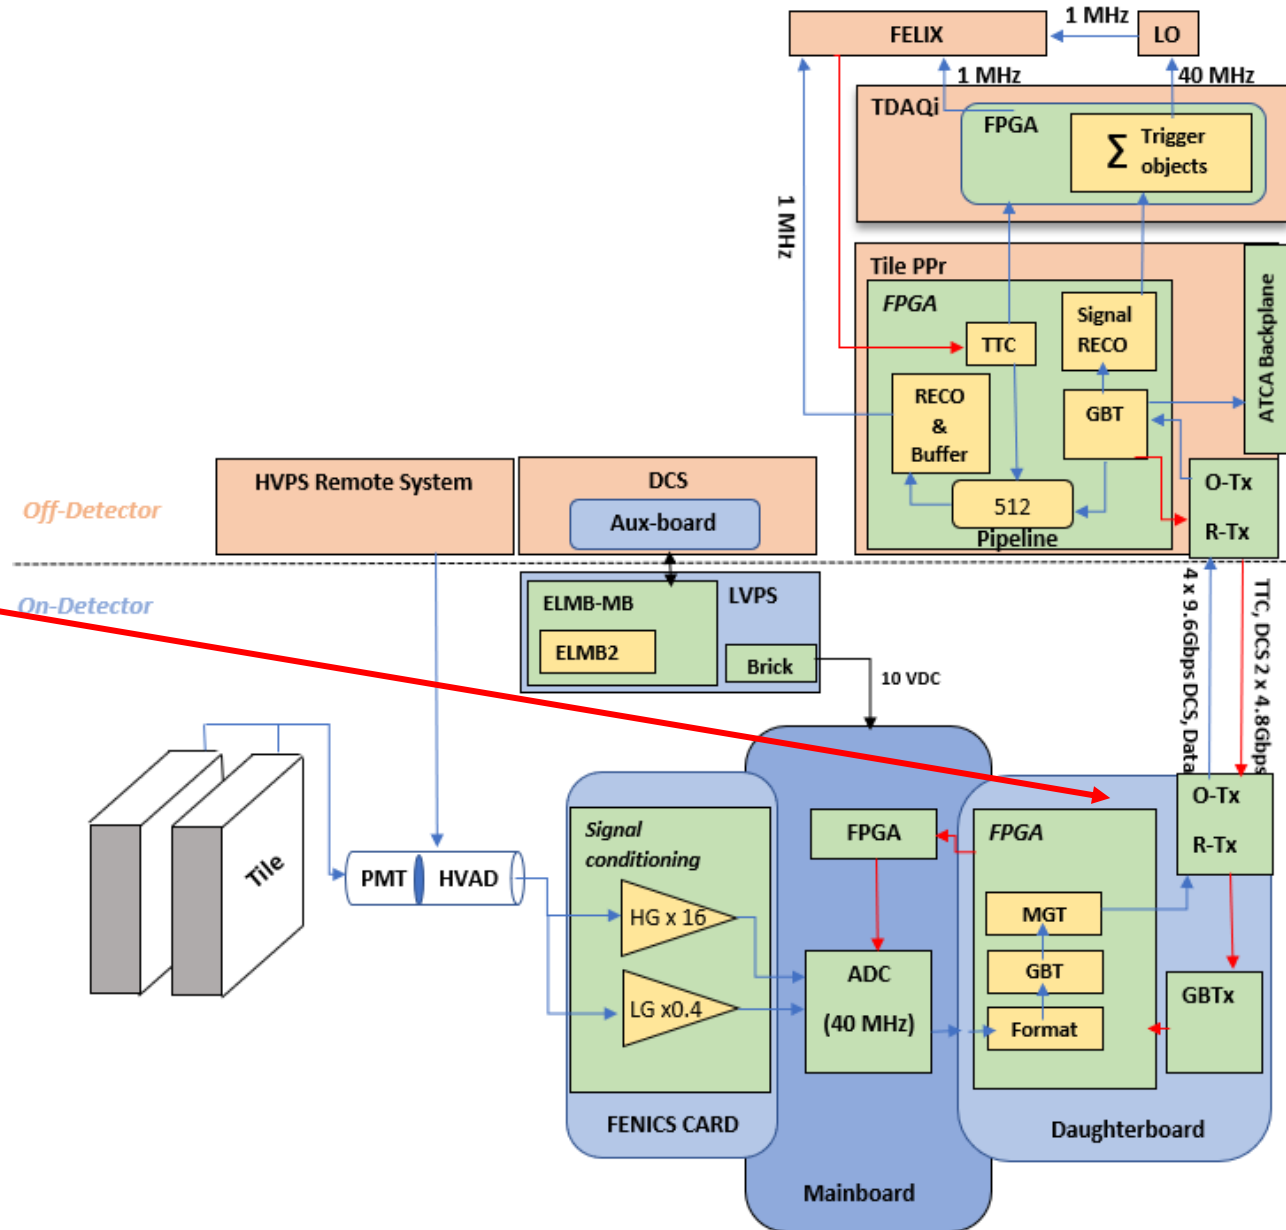 FELIX
1 MHz
LO
1 MHz
40 MHz
TDAQi
FPGA
Σ
Trigger
objects
1 MHz
Tile PPr
FPGA
TTC
Signal
RECO
ATCA Backplane
RECO
&
Buffer
GBT
512
Pipeline
O-Tx
R-Tx
HVPS Remote System
DCS
Aux-board
Off-Detector
On-Detector
ELMB-MB
ELMB2
LVPS
Brick
10 VDC
4 x 9.6Gbps DCS, Data
TTC, DCS 2 x 4.8Gbps
Tile
PMT
HVAD
Signal
conditioning
HG x 16
LG x0.4
FENICS CARD
FPGA
ADC
(40 MHz)
Mainboard
FPGA
MGT
GBT
Format
O-Tx
R-Tx
GBTx
Daughterboard